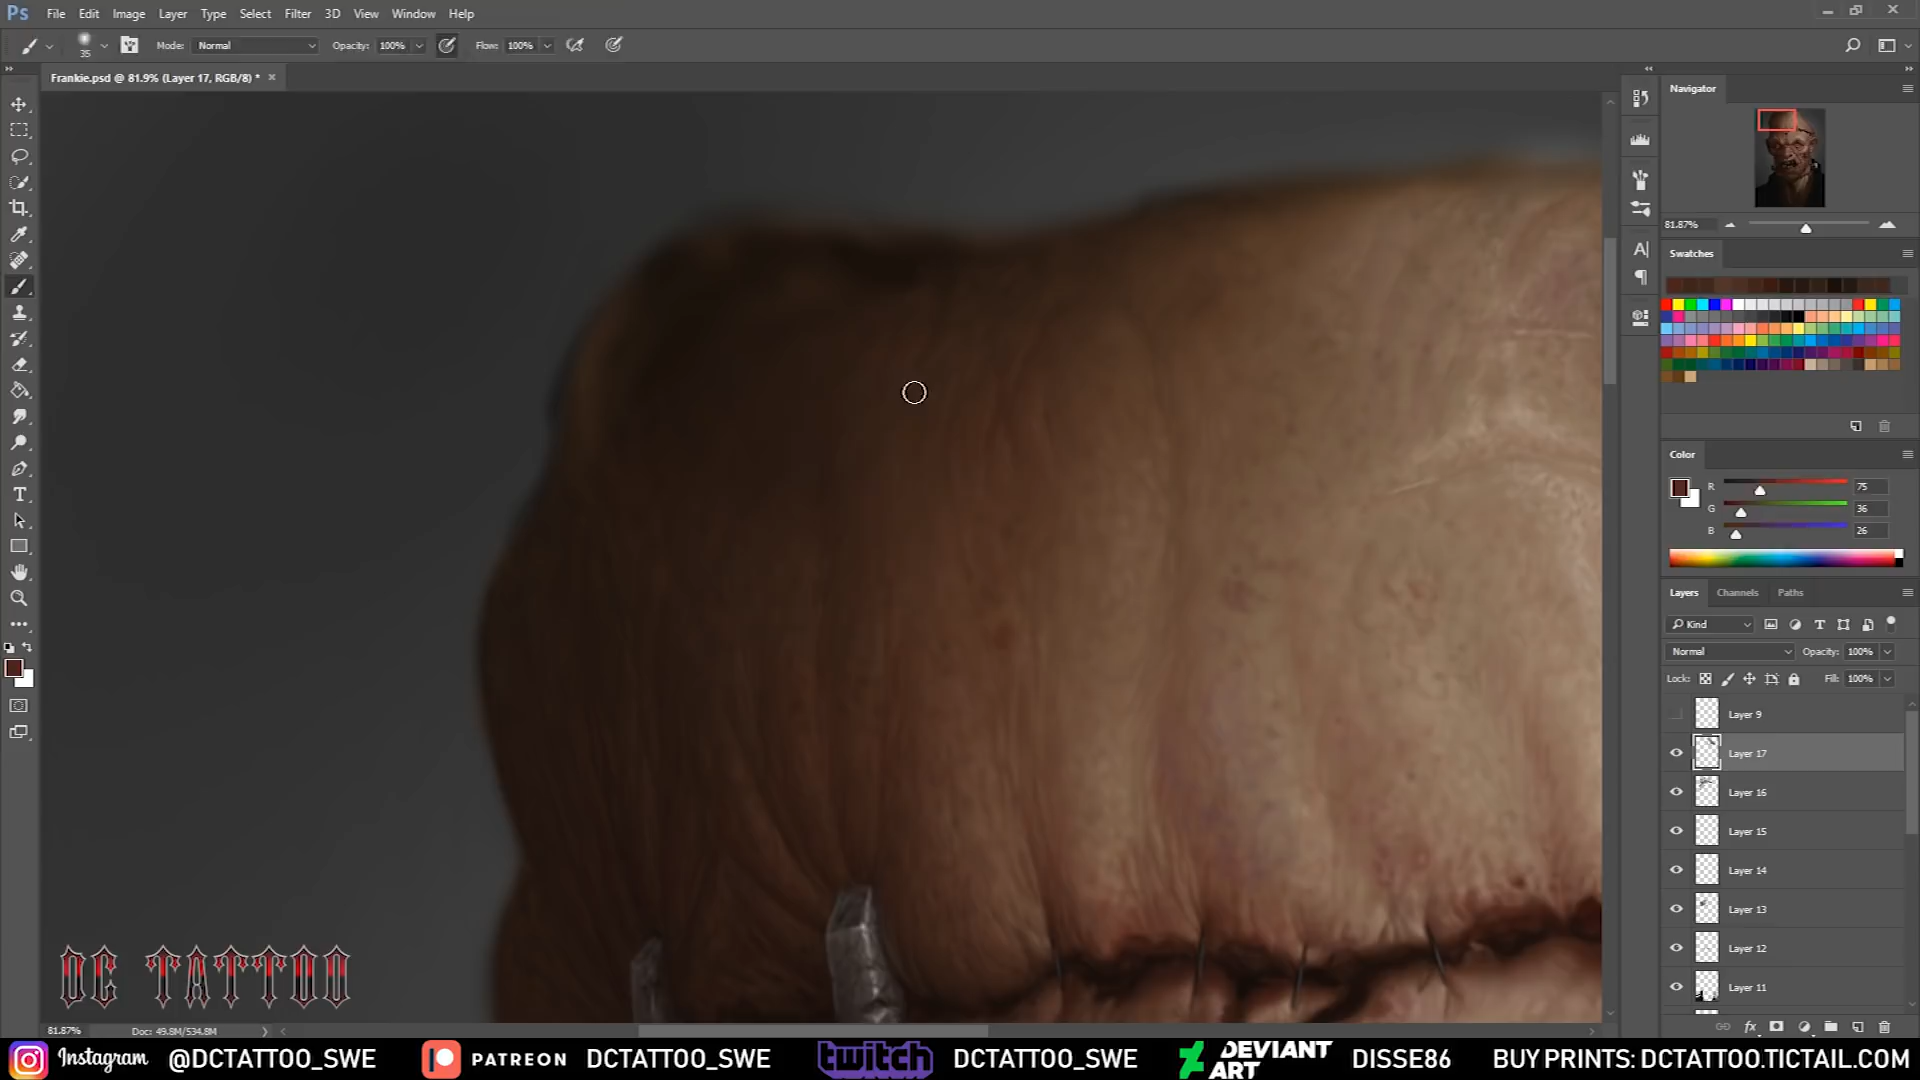 Ps File Edit Image Layer Type Select Filter 3D View Window Help
35 Mode: Normal Opacity: 100% Flow: 100%
Frankie.psd @ 81.9% (Layer 17, RGB/8) *
Navigator
81.87%
Swatches
Color
R 75
G 36
B 26
Layers Channels Paths
Kind
Normal Opacity: 100%
Lock: Fill: 100%
Layer 9
Layer 17
Layer 16
Layer 15
Layer 14
Layer 13
Layer 12
Layer 11
DC TATTOO
81.87% Doc: 49.8M/534.8M
Instagram @DCTATTOO_SWE PATREON DCTATTOO_SWE twitch DCTATTOO_SWE DEVIANT ART DISSE86 BUY PRINTS: DCTATTOO.TICTAIL.COM